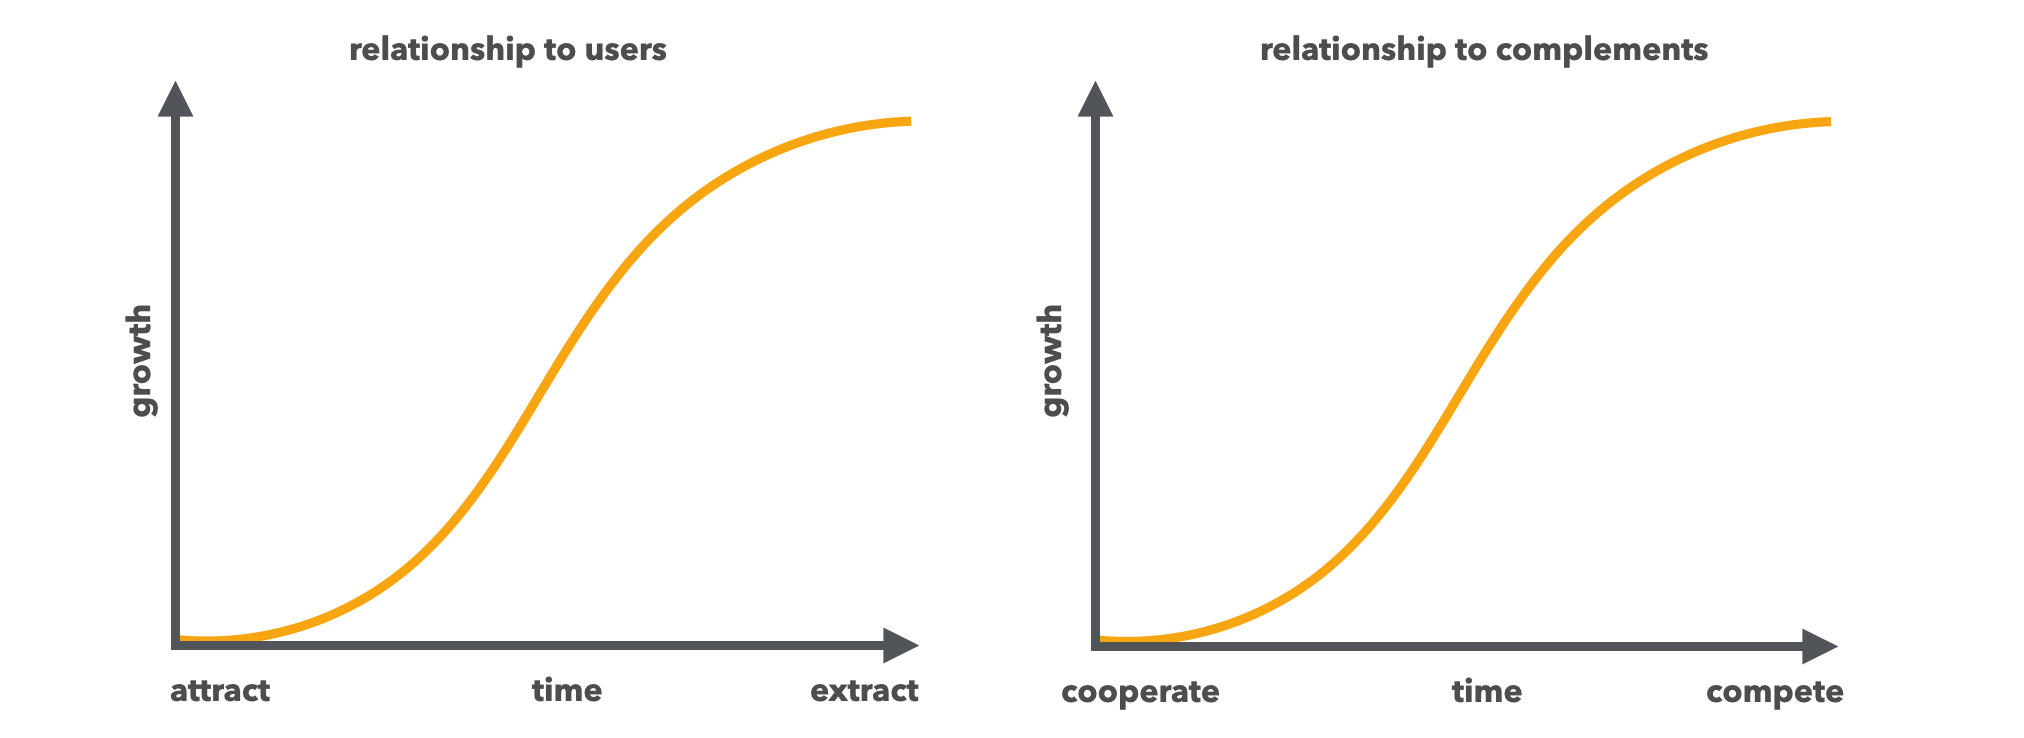 relationship to users
growth
attract time extract
relationship to complements
growth
cooperate time compete